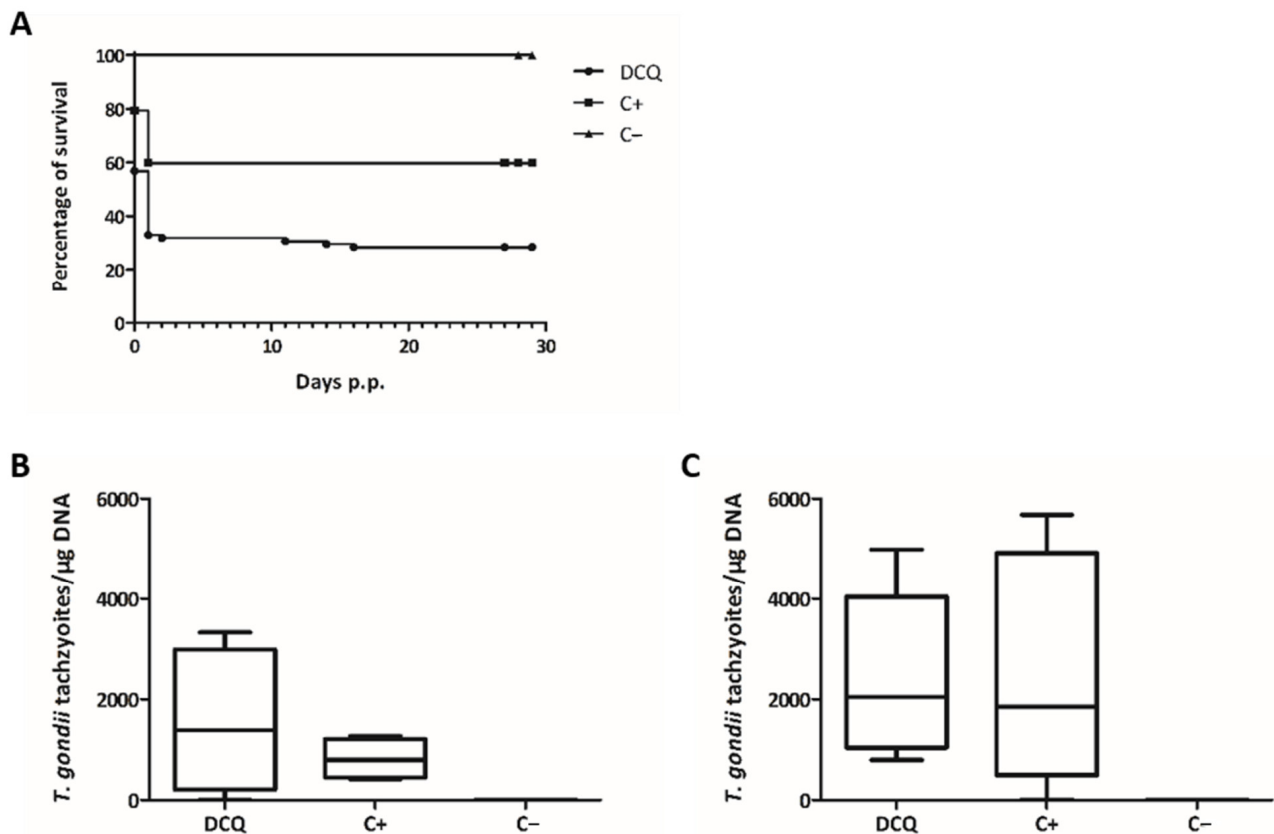 A
Percentage of survival
100
80
60
40
20
0
0 10 20 30
Days p.p.
DCQ
C+
C–
B
T. gondii tachzyoites/µg DNA
6000
4000
2000
0
DCQ C+ C–
C
T. gondii tachzyoites/µg DNA
6000
4000
2000
0
DCQ C+ C–